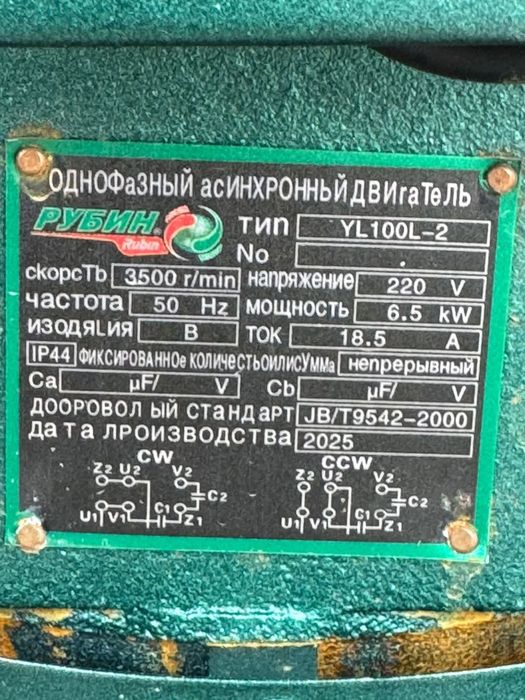 ОДНОФаЗНЫЙ асИНХРОННЫЙ ДВИгаТеЛЬ
РУБИН Rubin ТИП YL100L-2
No .
скорсТь 3500 r/min напряжение 220 V
частота 50 Hz мощность 6.5 kW
изодяция B ТОК 18.5 A
IP44 ФИКСИРОВАННОе КОЛИЧЕСТЬОИЛИСУМMa непрерывный
Ca μF/ V Cb μF/ V
ДООРОВОЛ ЫЙ СТАНДАРТ JB/T9542-2000
ДаТа ЛРОИЗВОДСТВа 2025
CW CCW
Z2 U2 V2 Z2 U2 V2
C2 C2
U1 V1 C1 Z1 U1 V1 C1 Z1